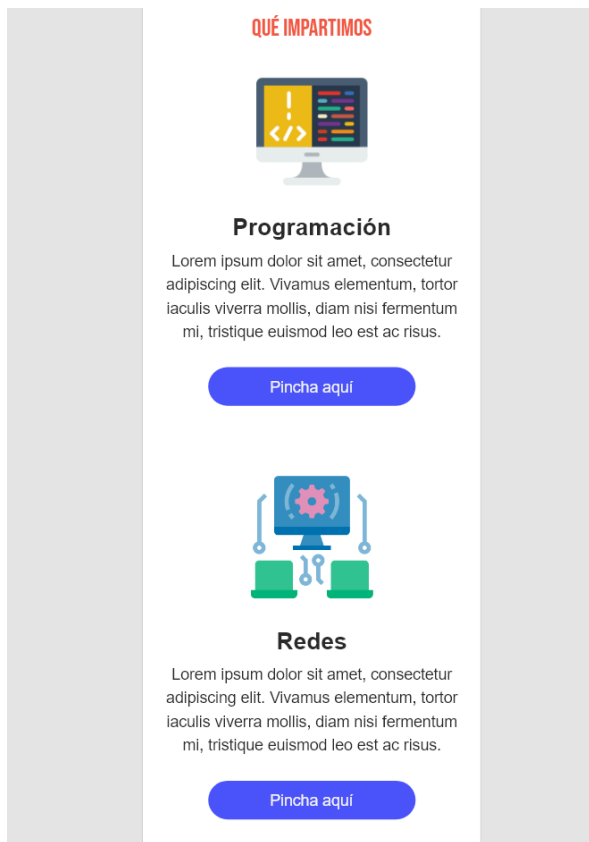 QUÉ IMPARTIMOS
! </>
Programación
Lorem ipsum dolor sit amet, consectetur
adipiscing elit. Vivamus elementum, tortor
iaculis viverra mollis, diam nisi fermentum
mi, tristique euismod leo est ac risus.
Pincha aquí
Redes
Lorem ipsum dolor sit amet, consectetur
adipiscing elit. Vivamus elementum, tortor
iaculis viverra mollis, diam nisi fermentum
mi, tristique euismod leo est ac risus.
Pincha aquí